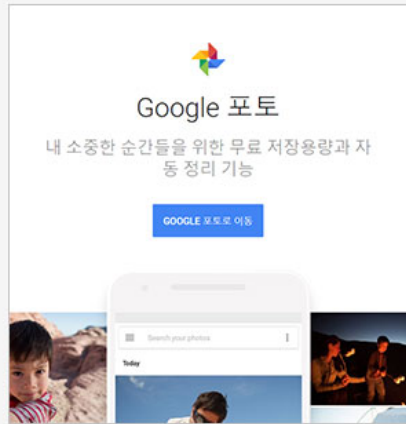 Google 포토
내 소중한 순간들을 위한 무료 저장용량과 자
동 정리 기능
GOOGLE 포토로 이동
Search your photos
Today